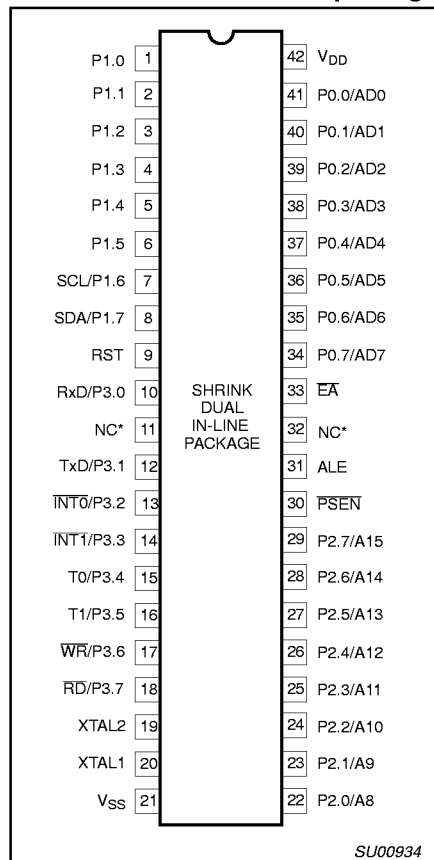 P1.0 1
P1.1 2
P1.2 3
P1.3 4
P1.4 5
P1.5 6
SCL/P1.6 7
SDA/P1.7 8
RST 9
RxD/P3.0 10
NC* 11
TxD/P3.1 12
INT0/P3.2 13
INT1/P3.3 14
T0/P3.4 15
T1/P3.5 16
WR/P3.6 17
RD/P3.7 18
XTAL2 19
XTAL1 20
VSS 21
SHRINK
DUAL
IN-LINE
PACKAGE
42 VDD
41 P0.0/AD0
40 P0.1/AD1
39 P0.2/AD2
38 P0.3/AD3
37 P0.4/AD4
36 P0.5/AD5
35 P0.6/AD6
34 P0.7/AD7
33 EA
32 NC*
31 ALE
30 PSEN
29 P2.7/A15
28 P2.6/A14
27 P2.5/A13
26 P2.4/A12
25 P2.3/A11
24 P2.2/A10
23 P2.1/A9
22 P2.0/A8
SU00934